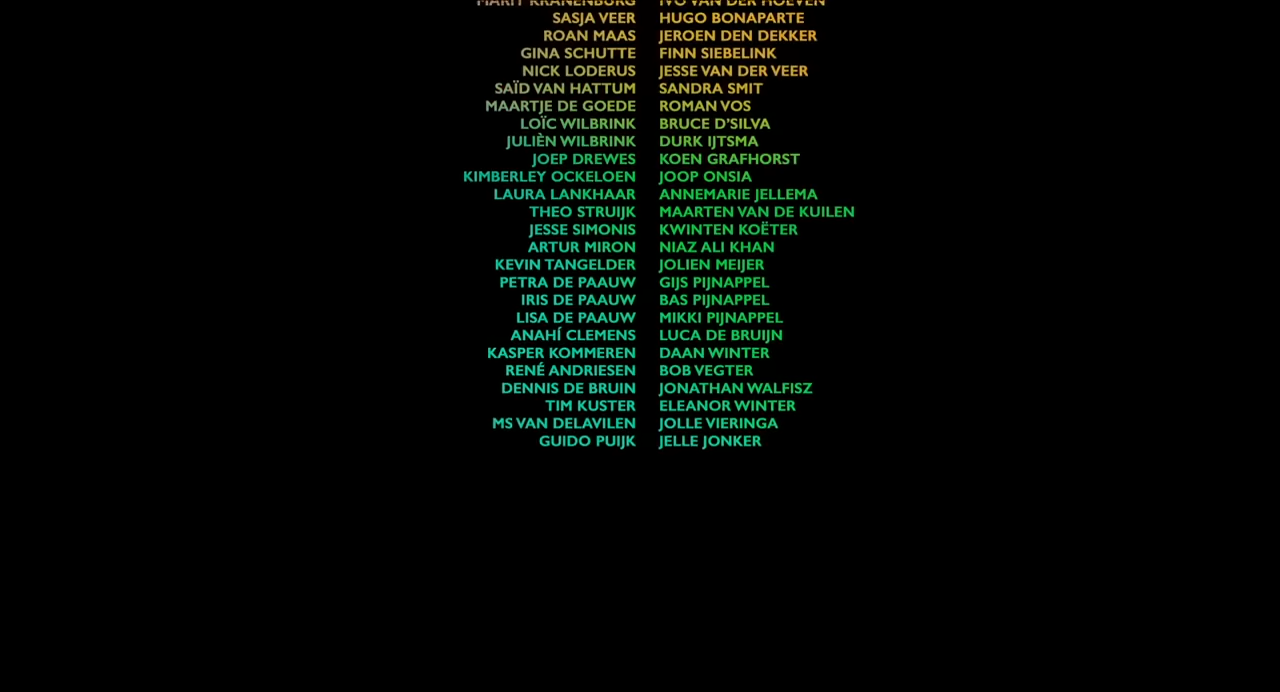 MARIT KRANENBURG IVO VAN DER HOEVEN
SASJA VEER HUGO BONAPARTE
ROAN MAAS JEROEN DEN DEKKER
GINA SCHUTTE FINN SIEBELINK
NICK LODERUS JESSE VAN DER VEER
SAÏD VAN HATTUM SANDRA SMIT
MAARTJE DE GOEDE ROMAN VOS
LOÏC WILBRINK BRUCE D'SILVA
JULIÈN WILBRINK DURK IJTSMA
JOEP DREWES KOEN GRAFHORST
KIMBERLEY OCKELOEN JOOP ONSIA
LAURA LANKHAAR ANNEMARIE JELLEMA
THEO STRUIJK MAARTEN VAN DE KUILEN
JESSE SIMONIS KWINTEN KOËTER
ARTUR MIRON NIAZ ALI KHAN
KEVIN TANGELDER JOLIEN MEIJER
PETRA DE PAAUW GIJS PIJNAPPEL
IRIS DE PAAUW BAS PIJNAPPEL
LISA DE PAAUW MIKKI PIJNAPPEL
ANAHÍ CLEMENS LUCA DE BRUIJN
KASPER KOMMEREN DAAN WINTER
RENÉ ANDRIESEN BOB VEGTER
DENNIS DE BRUIN JONATHAN WALFISZ
TIM KUSTER ELEANOR WINTER
MS VAN DELAVILEN JOLLE VIERINGA
GUIDO PUIJK JELLE JONKER